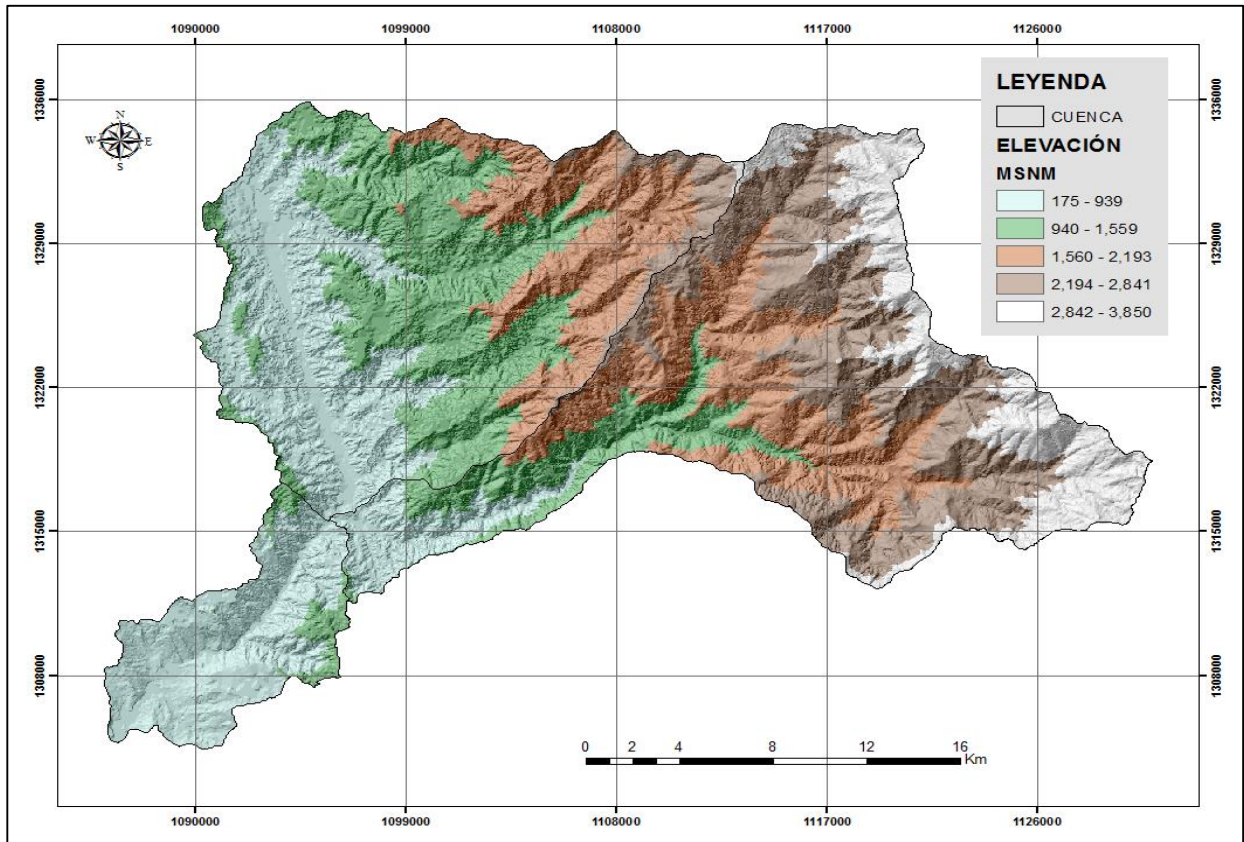 1090000 1099000 1108000 1117000 1126000
LEYENDA
CUENCA
ELEVACIÓN
MSNM
175 - 939
940 - 1,559
1,560 - 2,193
2,194 - 2,841
2,842 - 3,850
N
W E
S
1336000 1336000
1329000 1329000
1322000 1322000
1315000 1315000
1308000 1308000
0 2 4 8 12 16
Km
1090000 1099000 1108000 1117000 1126000